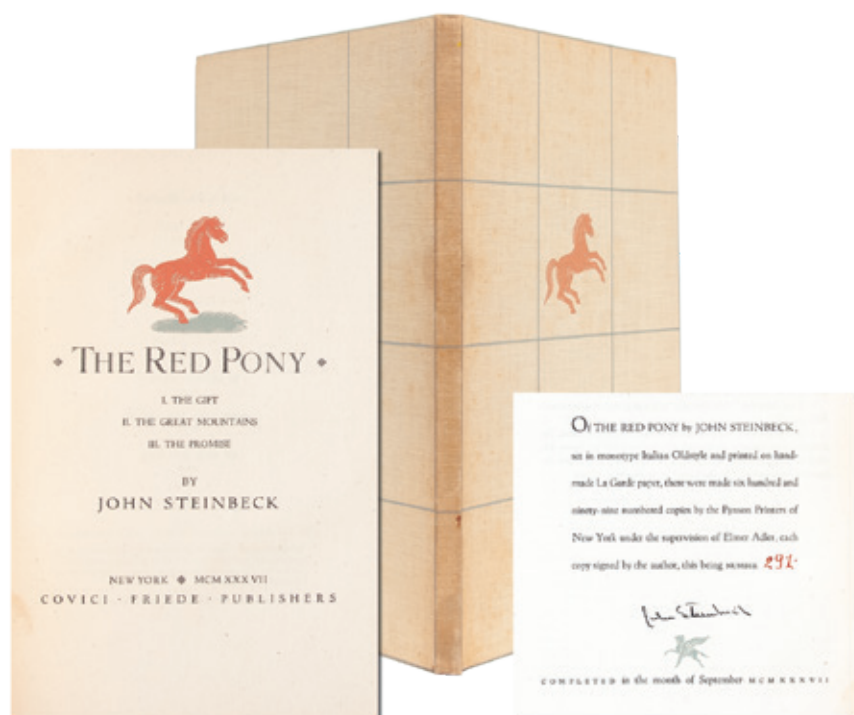 • THE RED PONY •
I. THE GIFT
II. THE GREAT MOUNTAINS
III. THE PROMISE
BY
JOHN STEINBECK
NEW YORK ◆ MCMXXXVII
COVICI · FRIEDE · PUBLISHERS
OF THE RED PONY by JOHN STEINBECK,
set in monotype Italian Oldstyle and printed on hand-
made La Garde paper, there were made six hundred and
ninety-nine numbered copies by the Pynson Printers of
New York under the supervision of Elmer Adler, each
copy signed by the author, this being NUMBER 292
John Steinbeck
COMPLETED in the month of September MCMXXXVII